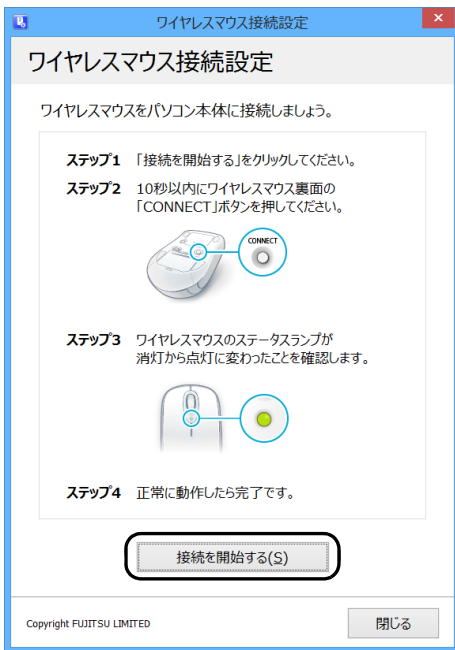 ワイヤレスマウス接続設定
ワイヤレスマウス接続設定
ワイヤレスマウスをパソコン本体に接続しましょう。
ステップ1 「接続を開始する」をクリックしてください。
ステップ2 10秒以内にワイヤレスマウス裏面の
「CONNECT」ボタンを押してください。
CONNECT
ステップ3 ワイヤレスマウスのステータスランプが
消灯から点灯に変わったことを確認します。
ステップ4 正常に動作したら完了です。
接続を開始する(S)
Copyright FUJITSU LIMITED
閉じる